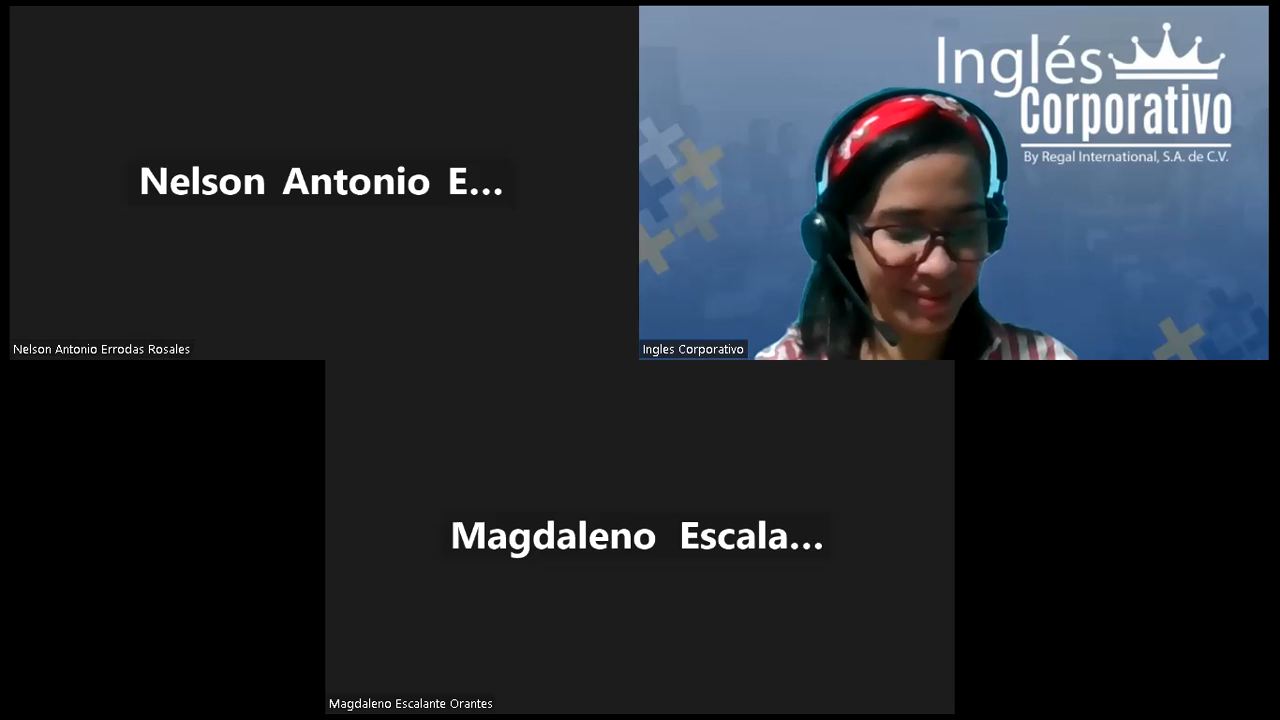 Nelson Antonio E...
Nelson Antonio Errodas Rosales
Inglés
Corporativo
By Regal International, S.A. de C.V.
Ingles Corporativo
Magdaleno Escala...
Magdaleno Escalante Orantes